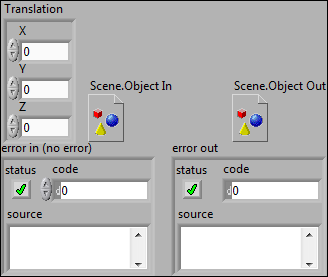 Translation
X
0
Y
0
Z
0
Scene.Object In
Scene.Object Out
error in (no error)
status
code
0
source
error out
status
code
0
source